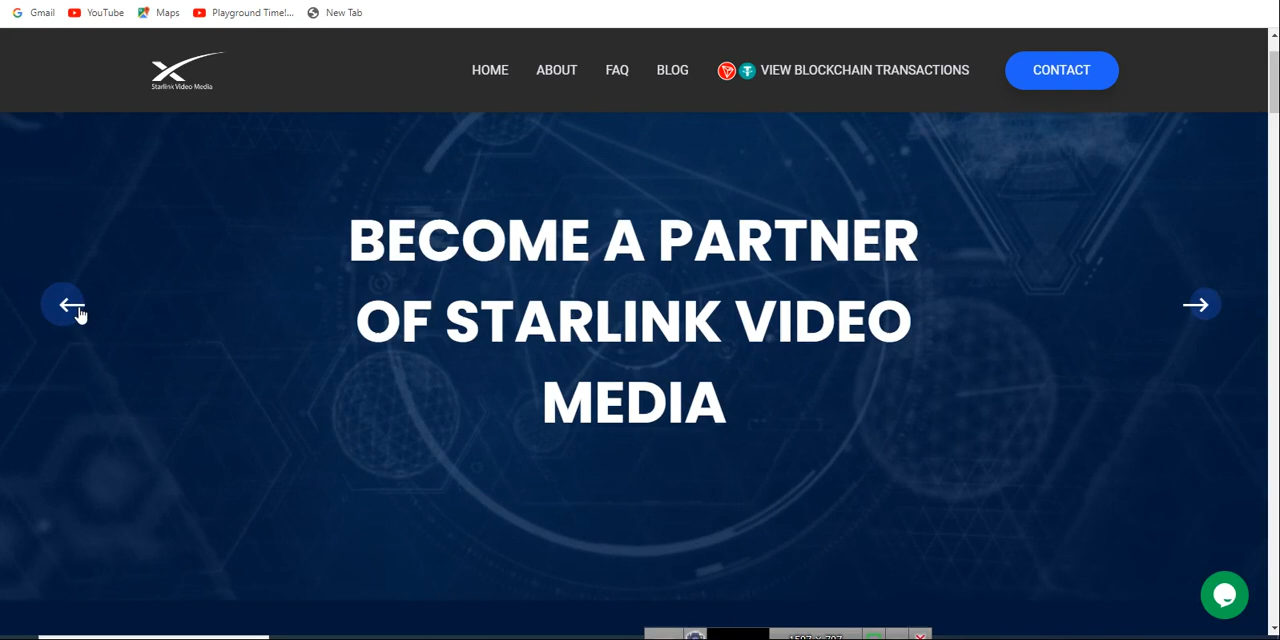 Gmail YouTube Maps Playground Time!... New Tab
Starlink Video Media
HOME ABOUT FAQ BLOG VIEW BLOCKCHAIN TRANSACTIONS CONTACT
BECOME A PARTNER
OF STARLINK VIDEO
MEDIA